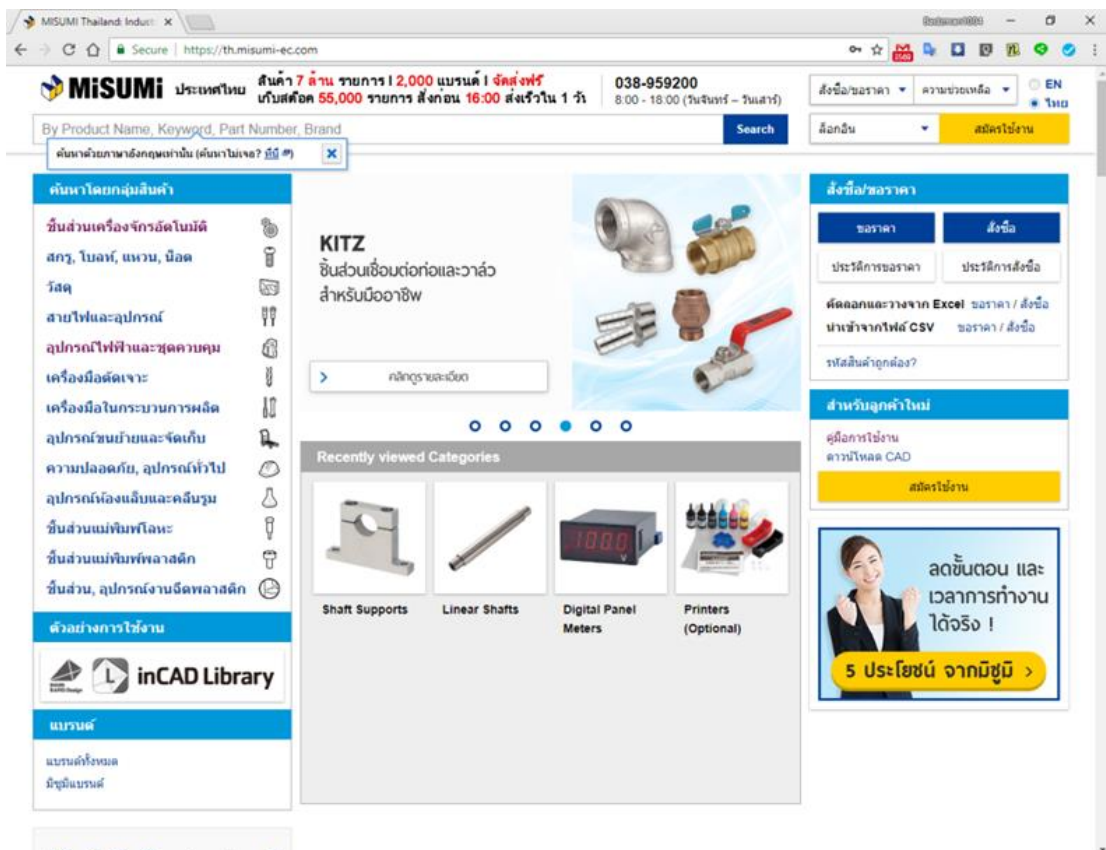 MISUMI Thailand: Indust
Secure | https://th.misumi-ec.com
MiSUMi ประเทศไทย
สินค้า 7 ล้าน รายการ l 2,000 แบรนด์ l จัดส่งฟรี
เก็บสต๊อค 55,000 รายการ สั่งก่อน 16:00 ส่งเร็วใน 1 วัน
038-959200
8:00 - 18:00 (วันจันทร์ – วันเสาร์)
สั่งซื้อ/ขอราคา
ความช่วยเหลือ
EN
ไทย
By Product Name, Keyword, Part Number, Brand
Search
ล็อกอิน
สมัครใช้งาน
ค้นหาด้วยภาษาอังกฤษเท่านั้น (ค้นหาไม่เจอ? ที่นี่)
ค้นหาโดยกลุ่มสินค้า
ชิ้นส่วนเครื่องจักรอัตโนมัติ
สกรู, โบลท์, แหวน, น็อต
วัสดุ
สายไฟและอุปกรณ์
อุปกรณ์ไฟฟ้าและชุดควบคุม
เครื่องมือตัดเจาะ
เครื่องมือในกระบวนการผลิต
อุปกรณ์ขนย้ายและจัดเก็บ
ความปลอดภัย, อุปกรณ์ทั่วไป
อุปกรณ์ห้องแล็บและคลีนรูม
ชิ้นส่วนแม่พิมพ์โลหะ
ชิ้นส่วนแม่พิมพ์พลาสติก
ชิ้นส่วน, อุปกรณ์งานฉีดพลาสติก
ตัวอย่างการใช้งาน
inCAD Library
แบรนด์
แบรนด์ทั้งหมด
มิซูมิแบรนด์
KITZ
ชิ้นส่วนเชื่อมต่อท่อและวาล์ว
สำหรับมืออาชีพ
คลิกดูรายละเอียด
Recently viewed Categories
Shaft Supports
Linear Shafts
Digital Panel
Meters
Printers
(Optional)
สั่งซื้อ/ขอราคา
ขอราคา
สั่งซื้อ
ประวัติการขอราคา
ประวัติการสั่งซื้อ
คัดลอกและวางจาก Excel ขอราคา / สั่งซื้อ
นำเข้าจากไฟล์ CSV ขอราคา / สั่งซื้อ
รหัสสินค้าถูกต้อง?
สำหรับลูกค้าใหม่
คู่มือการใช้งาน
ดาวน์โหลด CAD
สมัครใช้งาน
ลดขั้นตอน และ
เวลาการทำงาน
ได้จริง !
5 ประโยชน์ จากมิซูมิ